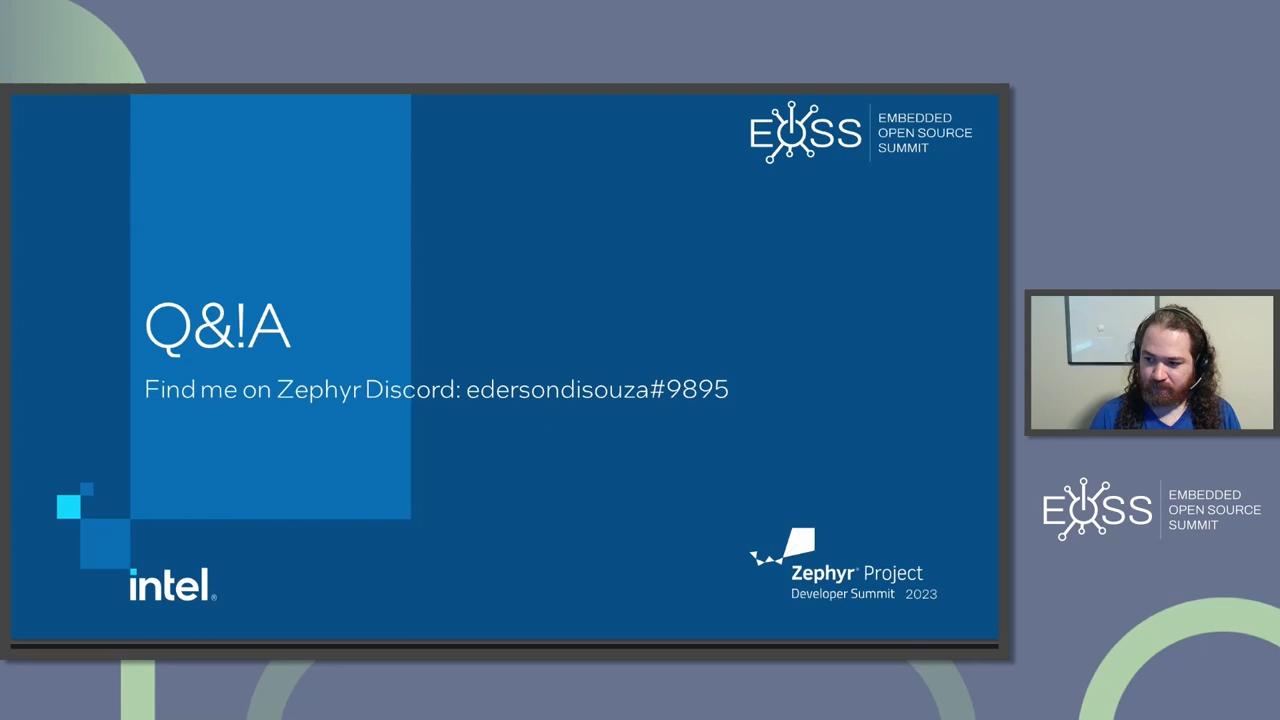 EOSS
EMBEDDED
OPEN SOURCE
SUMMIT
Q&!A
Find me on Zephyr Discord: edersondisouza#9895
intel®
Zephyr® Project
Developer Summit 2023
EOSS
EMBEDDED
OPEN SOURCE
SUMMIT